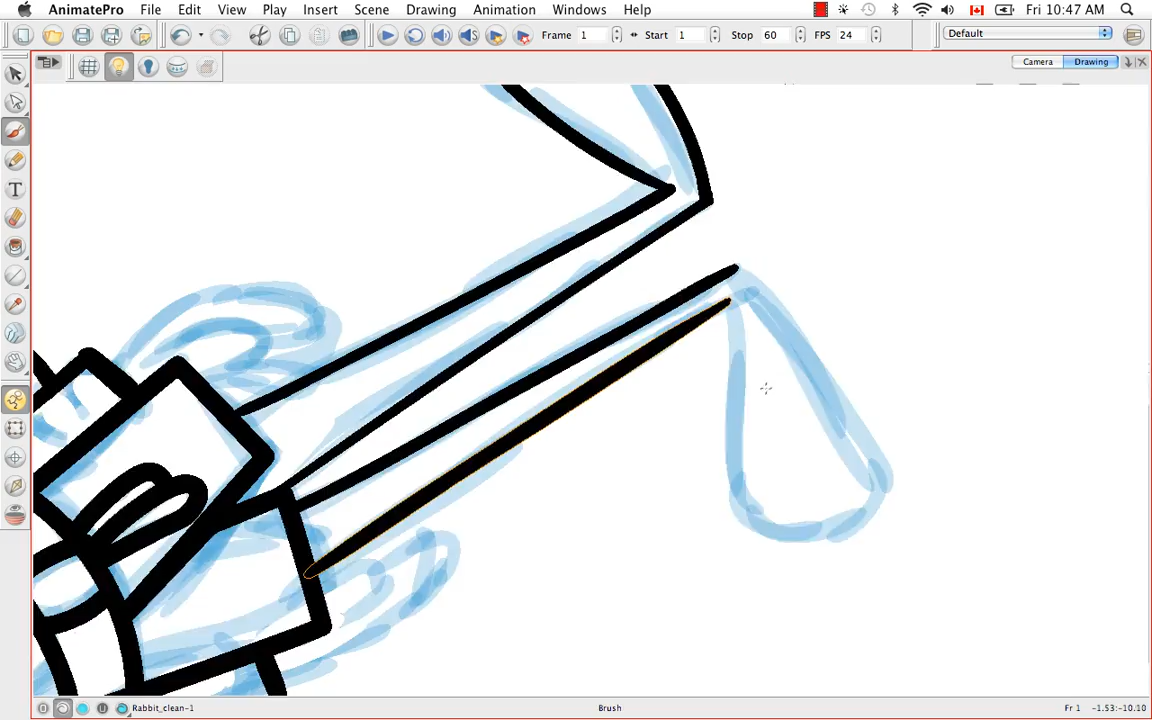 AnimatePro File Edit View Play Insert Scene Drawing Animation Windows Help Fri 10:47 AM
Frame 1 Start 1 Stop 60 FPS 24 Default
Camera Drawing
T
Rabbit_clean-1 Brush Fr 1 -1.53:-10.10